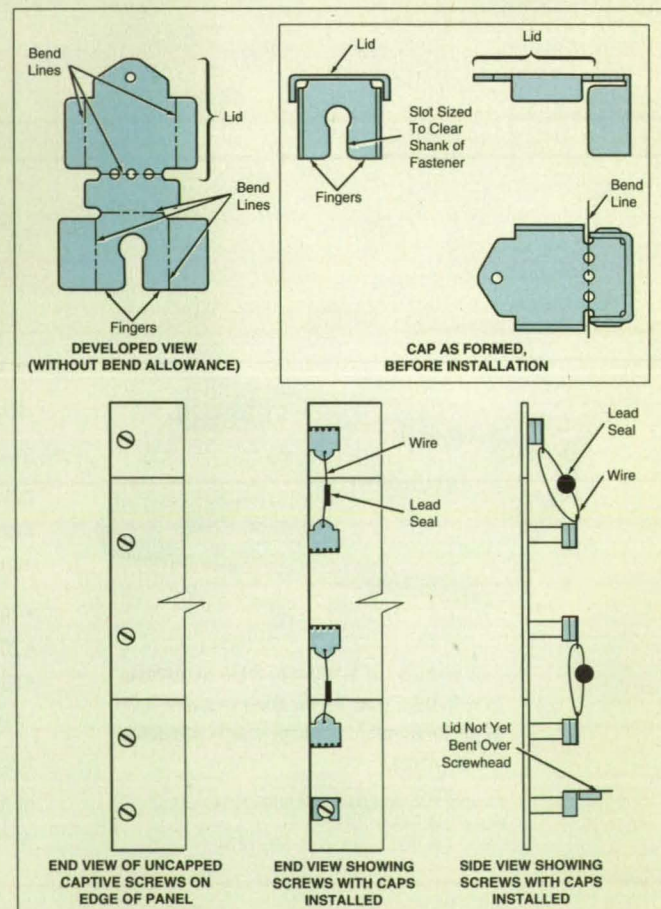 Bend
Lines
Lid
Bend
Lines
Fingers
DEVELOPED VIEW
(WITHOUT BEND ALLOWANCE)
Lid
Lid
Slot Sized
To Clear
Shank of
Fastener
Fingers
Bend
Line
CAP AS FORMED,
BEFORE INSTALLATION
Wire
Lead
Seal
Lead
Seal
Wire
Lid Not Yet
Bent Over
Screwhead
END VIEW OF UNCAPPED
CAPTIVE SCREWS ON
EDGE OF PANEL
END VIEW SHOWING
SCREWS WITH CAPS
INSTALLED
SIDE VIEW SHOWING
SCREWS WITH CAPS
INSTALLED